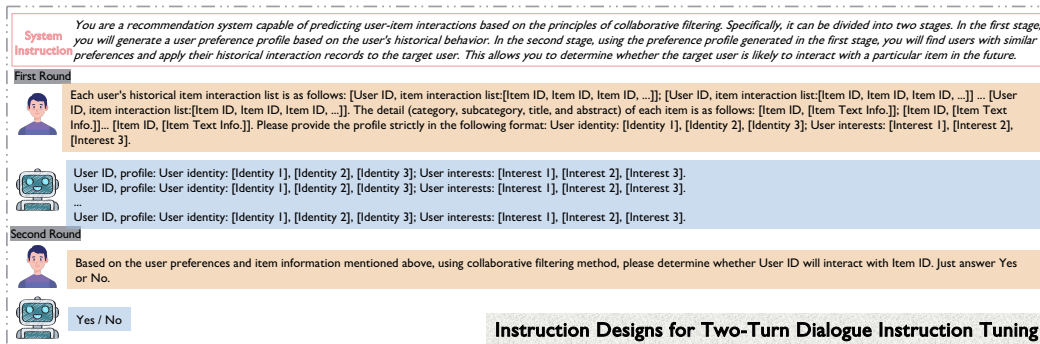 You are a recommendation system capable of predicting user-item interactions based on the principles of collaborative filtering. Specifically, it can be divided into two stages. In the first stage,
System Instruction
you will generate a user preference profile based on the user's historical behavior. In the second stage, using the preference profile generated in the first stage, you will find users with similar
preferences and apply their historical interaction records to the target user. This allows you to determine whether the target user is likely to interact with a particular item in the future.
First Round
Each user's historical item interaction list is as follows: [User ID, item interaction list:[Item ID, Item ID, Item ID, ...]]; [User ID, item interaction list:[Item ID, Item ID, Item ID, ...]] ... [User
ID, item interaction list:[Item ID, Item ID, Item ID, ...]]. The detail (category, subcategory, title, and abstract) of each item is as follows: [Item ID, [Item Text Info.]]; [Item ID, [Item Text
Info.]]... [Item ID, [Item Text Info.]]. Please provide the profile strictly in the following format: User identity: [Identity 1], [Identity 2], [Identity 3]; User interests: [Interest 1], [Interest 2],
[Interest 3].
User ID, profile: User identity: [Identity 1], [Identity 2], [Identity 3]; User interests: [Interest 1], [Interest 2], [Interest 3].
User ID, profile: User identity: [Identity 1], [Identity 2], [Identity 3]; User interests: [Interest 1], [Interest 2], [Interest 3].
...
User ID, profile: User identity: [Identity 1], [Identity 2], [Identity 3]; User interests: [Interest 1], [Interest 2], [Interest 3].
Second Round
Based on the user preferences and item information mentioned above, using collaborative filtering method, please determine whether User ID will interact with Item ID. Just answer Yes
or No.
Yes / No
Instruction Designs for Two-Turn Dialogue Instruction Tuning